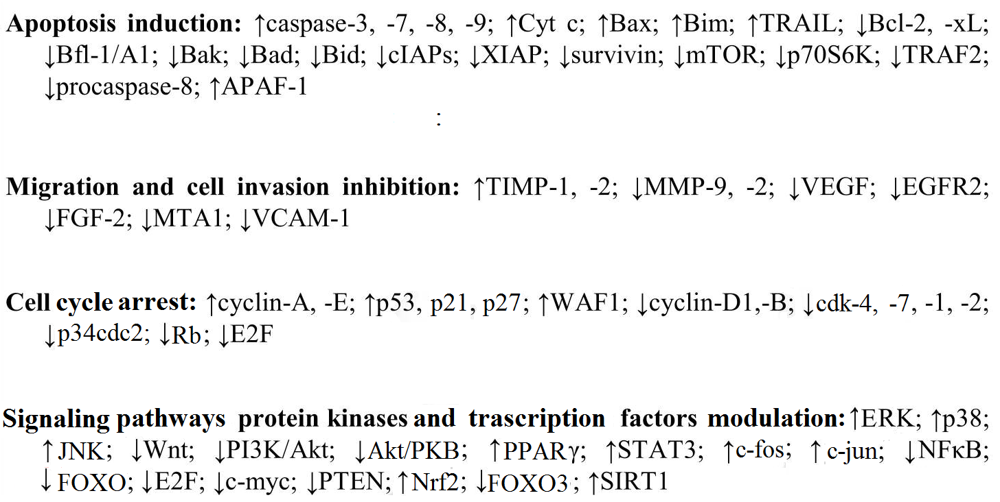 Apoptosis induction: ↑caspase-3, -7, -8, -9; ↑Cyt c; ↑Bax; ↑Bim; ↑TRAIL; ↓Bcl-2, -xL;
↓Bfl-1/A1; ↓Bak; ↓Bad; ↓Bid; ↓cIAPs; ↓XIAP; ↓survivin; ↓mTOR; ↓p70S6K; ↓TRAF2;
↓procaspase-8; ↑APAF-1
:
Migration and cell invasion inhibition: ↑TIMP-1, -2; ↓MMP-9, -2; ↓VEGF; ↓EGFR2;
↓FGF-2; ↓MTA1; ↓VCAM-1
Cell cycle arrest: ↑cyclin-A, -E; ↑p53, p21, p27; ↑WAF1; ↓cyclin-D1,-B; ↓cdk-4, -7, -1, -2;
↓p34cdc2; ↓Rb; ↓E2F
Signaling pathways protein kinases and trascription factors modulation: ↑ERK; ↑p38;
↑JNK; ↓Wnt; ↓PI3K/Akt; ↓Akt/PKB; ↑PPARγ; ↑STAT3; ↑c-fos; ↑c-jun; ↓NFκB;
↓FOXO; ↓E2F; ↓c-myc; ↓PTEN; ↑Nrf2; ↓FOXO3; ↑SIRT1